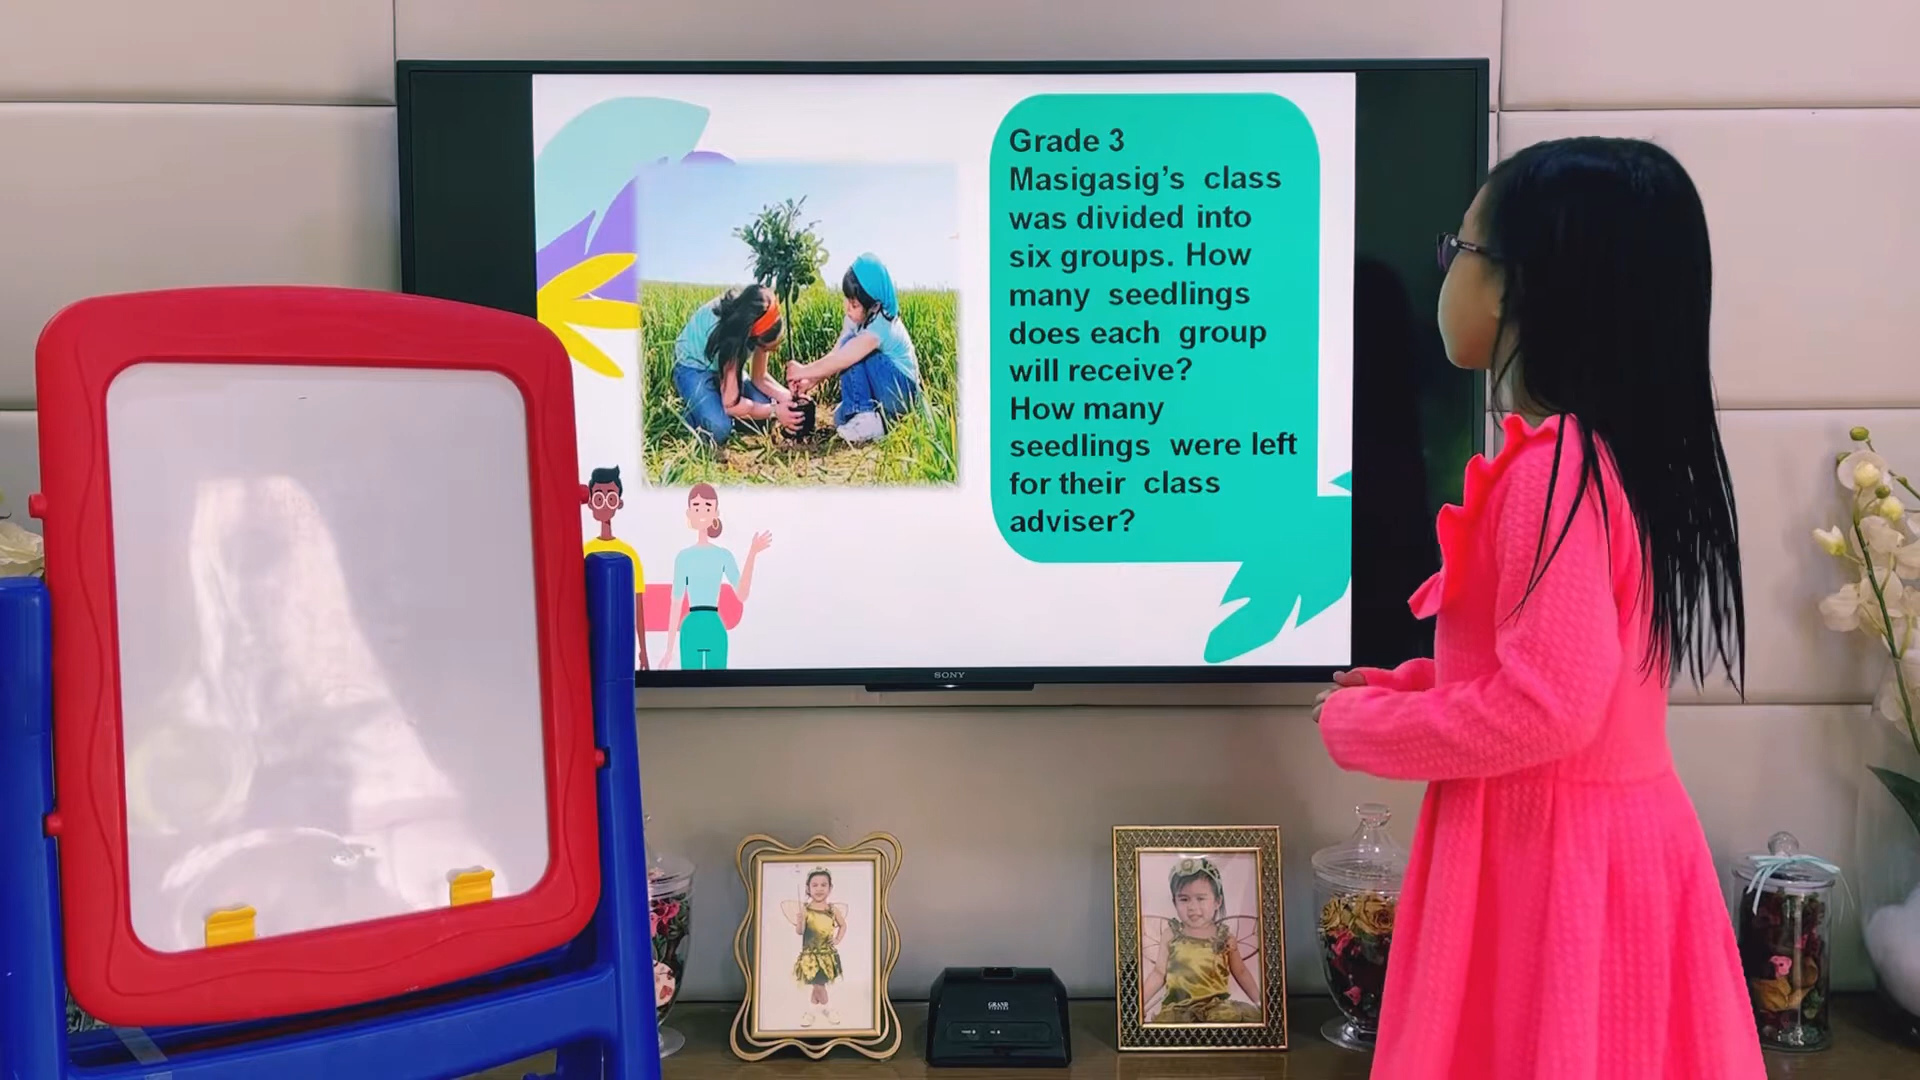 Grade 3
Masigasig's class
was divided into
six groups. How
many seedlings
does each group
will receive?
How many
seedlings were left
for their class
adviser?
SONY
GRAND